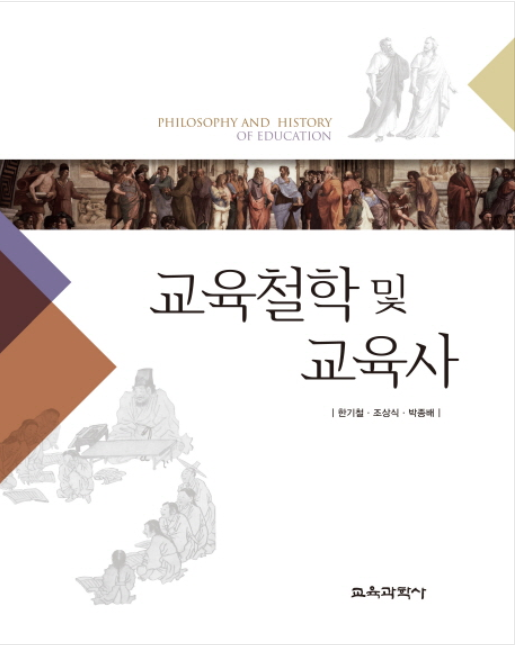 PHILOSOPHY AND HISTORY
OF EDUCATION
교육철학 및
교육사
| 한기철 · 조상식 · 박종배 |
교육과학사